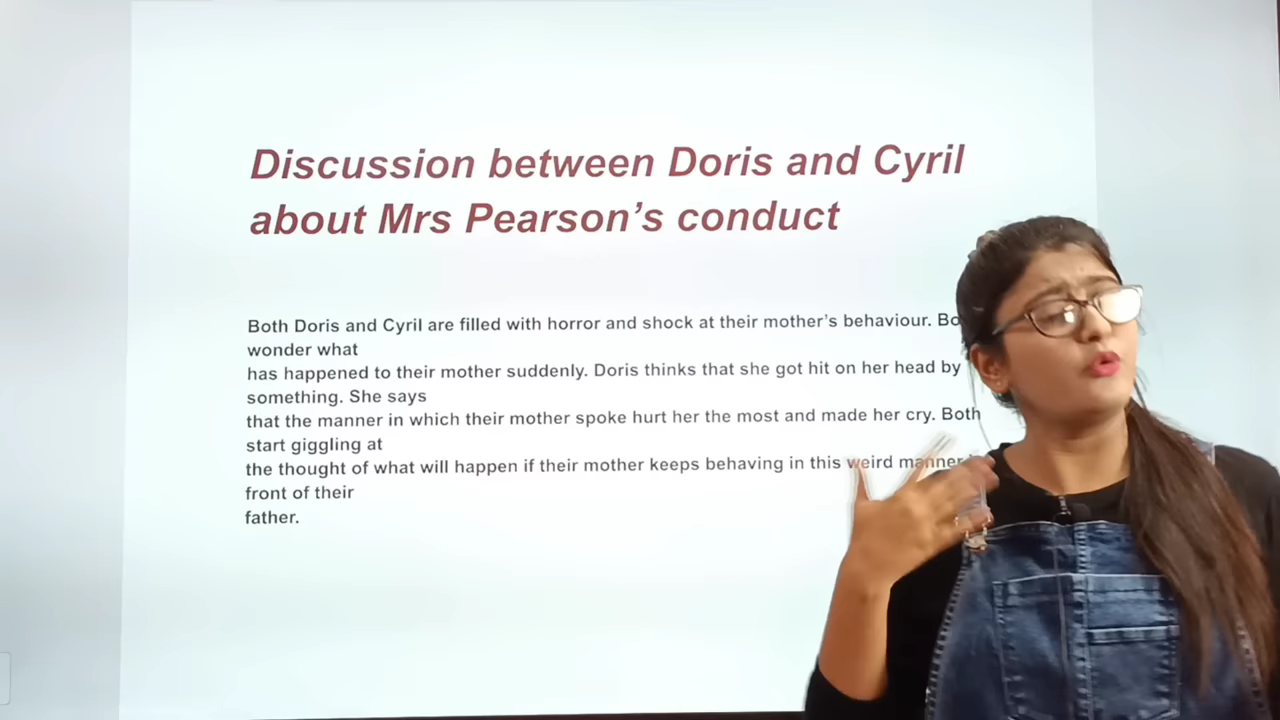 Discussion between Doris and Cyril
about Mrs Pearson's conduct
Both Doris and Cyril are filled with horror and shock at their mother's behaviour.
wonder what
has happened to their mother suddenly. Doris thinks that she got hit on her head by
something. She says
that the manner in which their mother spoke hurt her the most and made her cry. Both
start giggling at
the thought of what will happen if their mother keeps behaving in this weird manner
front of their
father.